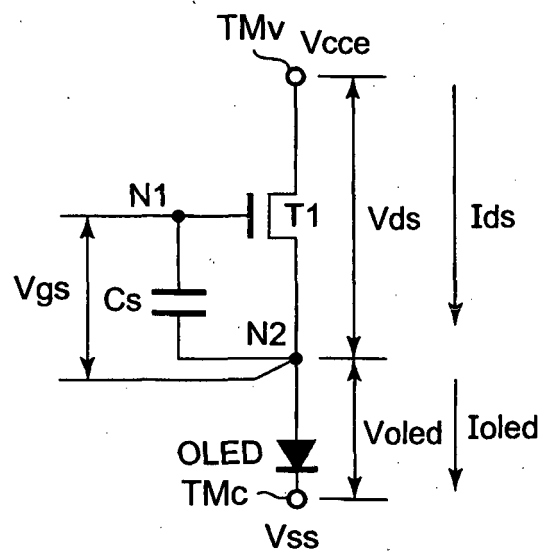 TMv
Vcce
N1
T1
Vds
Ids
Vgs
Cs
N2
Voled
Ioled
OLED
TMc
Vss